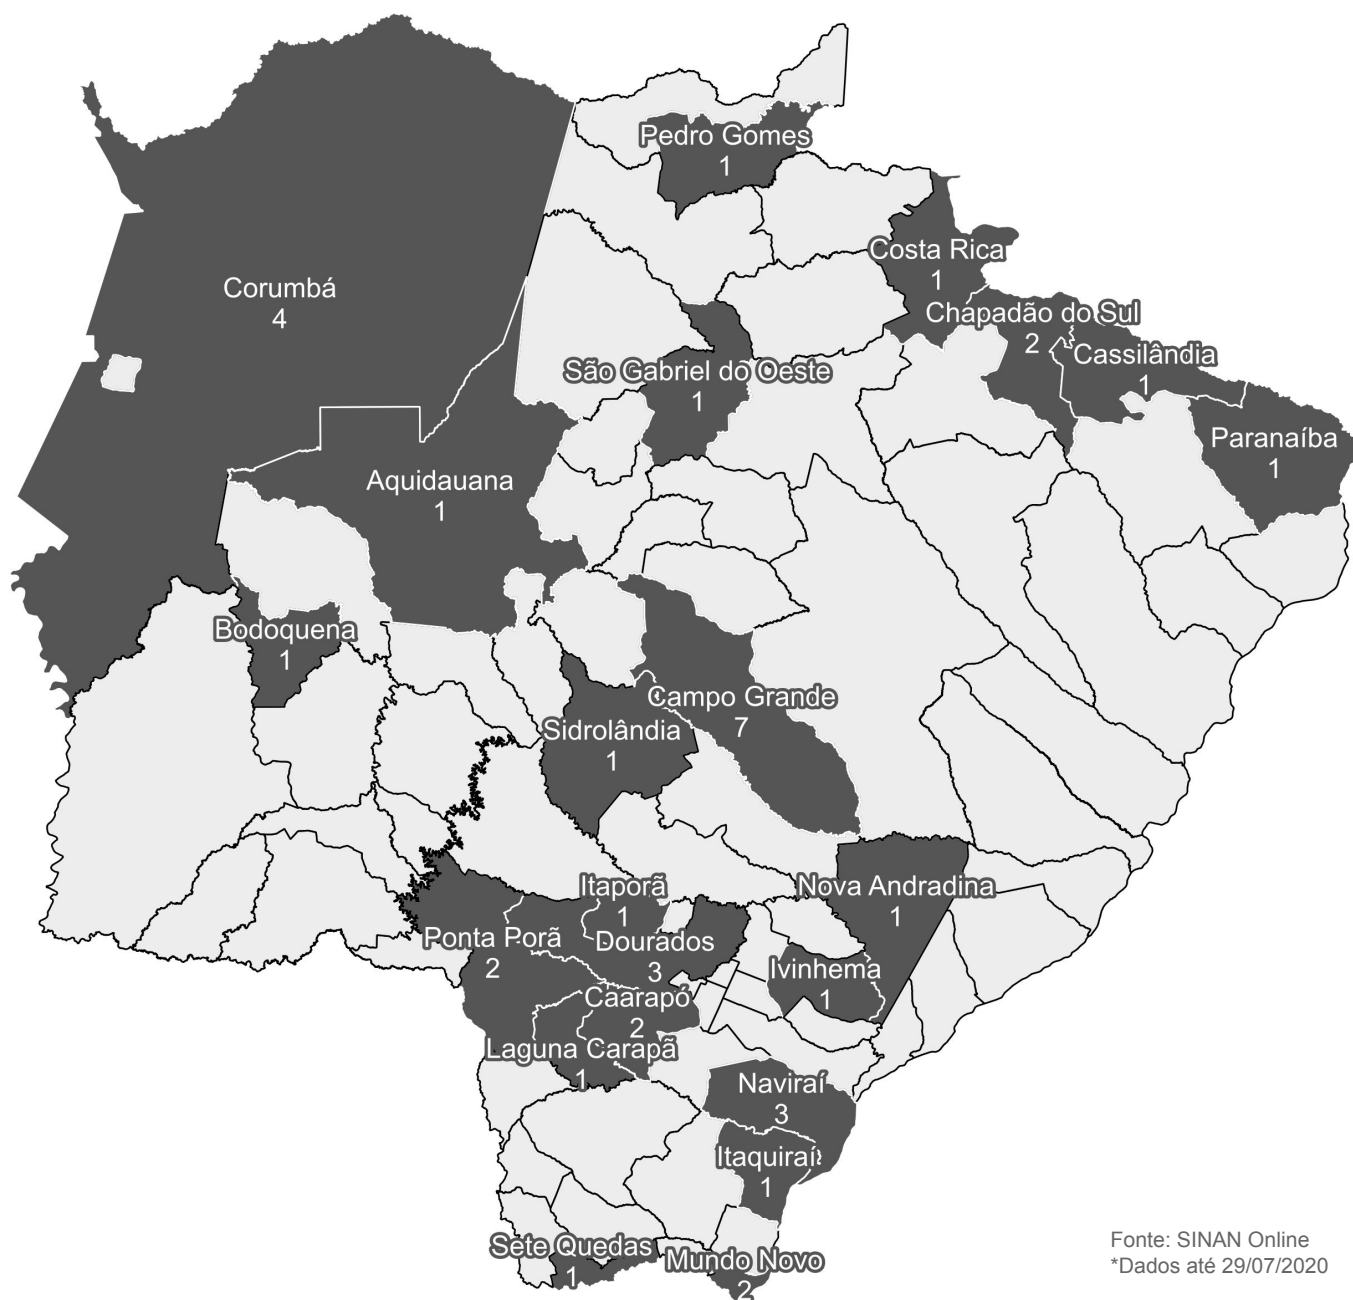 Pedro Gomes
1
Costa Rica
1
Corumbá
4
Chapadão do Sul
2
Cassilândia
1
São Gabriel do Oeste
1
Paranaíba
1
Aquidauana
1
Bodoquena
1
Campo Grande
7
Sidrolândia
1
Itaporã
1
Nova Andradina
1
Ponta Porã
2
Dourados
3
Ivinhema
1
Caarapó
2
Laguna Carapã
1
Naviraí
3
Itaquiraí
1
Sete Quedas
1
Mundo Novo
2
Fonte: SINAN Online
*Dados até 29/07/2020